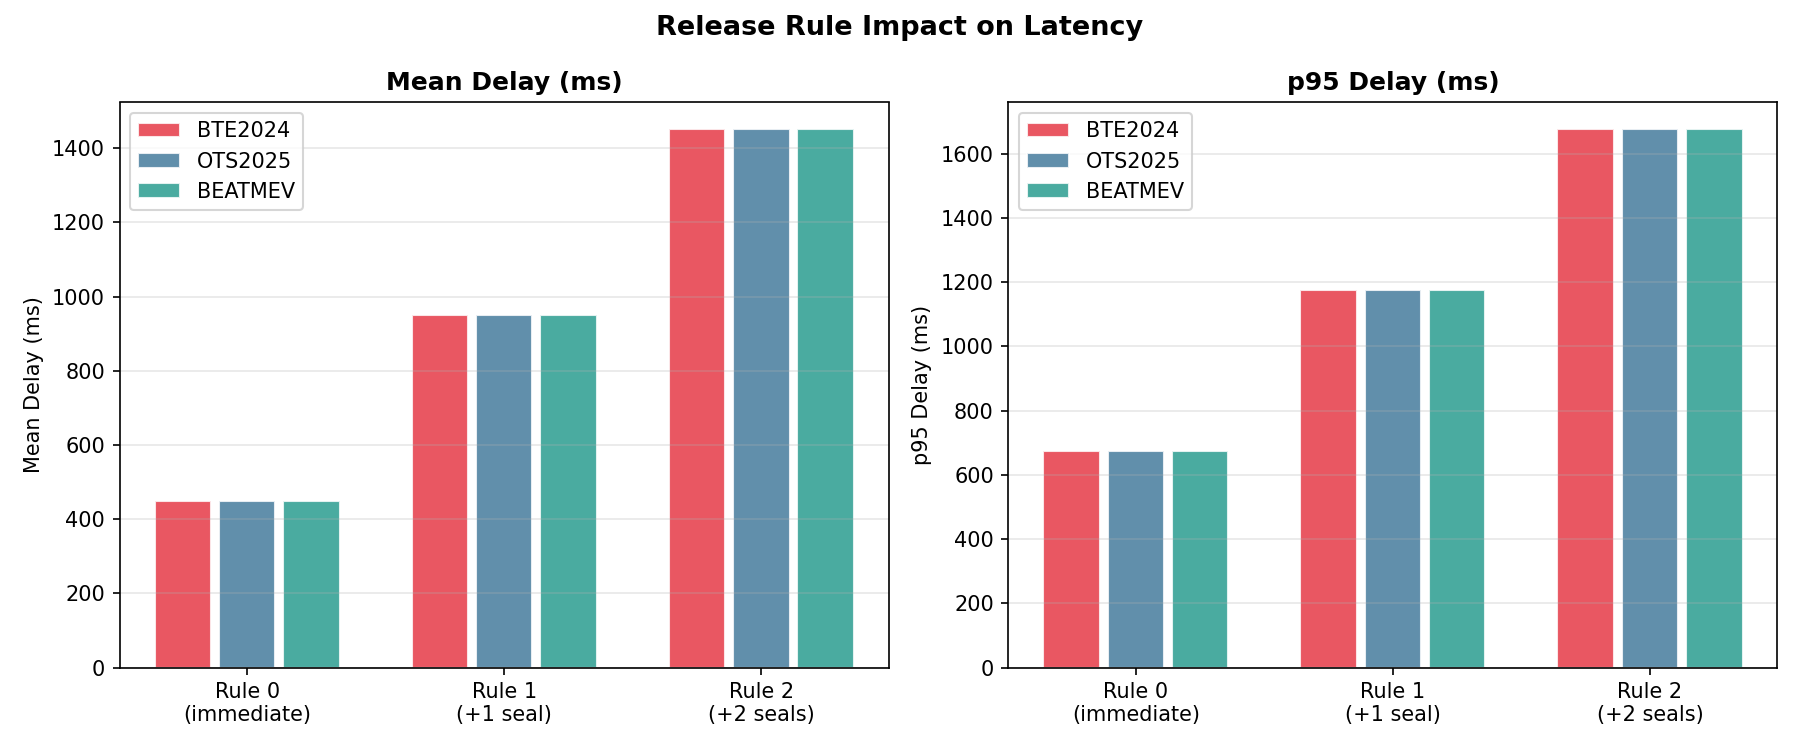 Release Rule Impact on Latency
Mean Delay (ms)
Mean Delay (ms)
1400
1200
1000
800
600
400
200
0
BTE2024
OTS2025
BEATMEV
Rule 0
(immediate)
Rule 1
(+1 seal)
Rule 2
(+2 seals)
p95 Delay (ms)
p95 Delay (ms)
1600
1400
1200
1000
800
600
400
200
0
BTE2024
OTS2025
BEATMEV
Rule 0
(immediate)
Rule 1
(+1 seal)
Rule 2
(+2 seals)